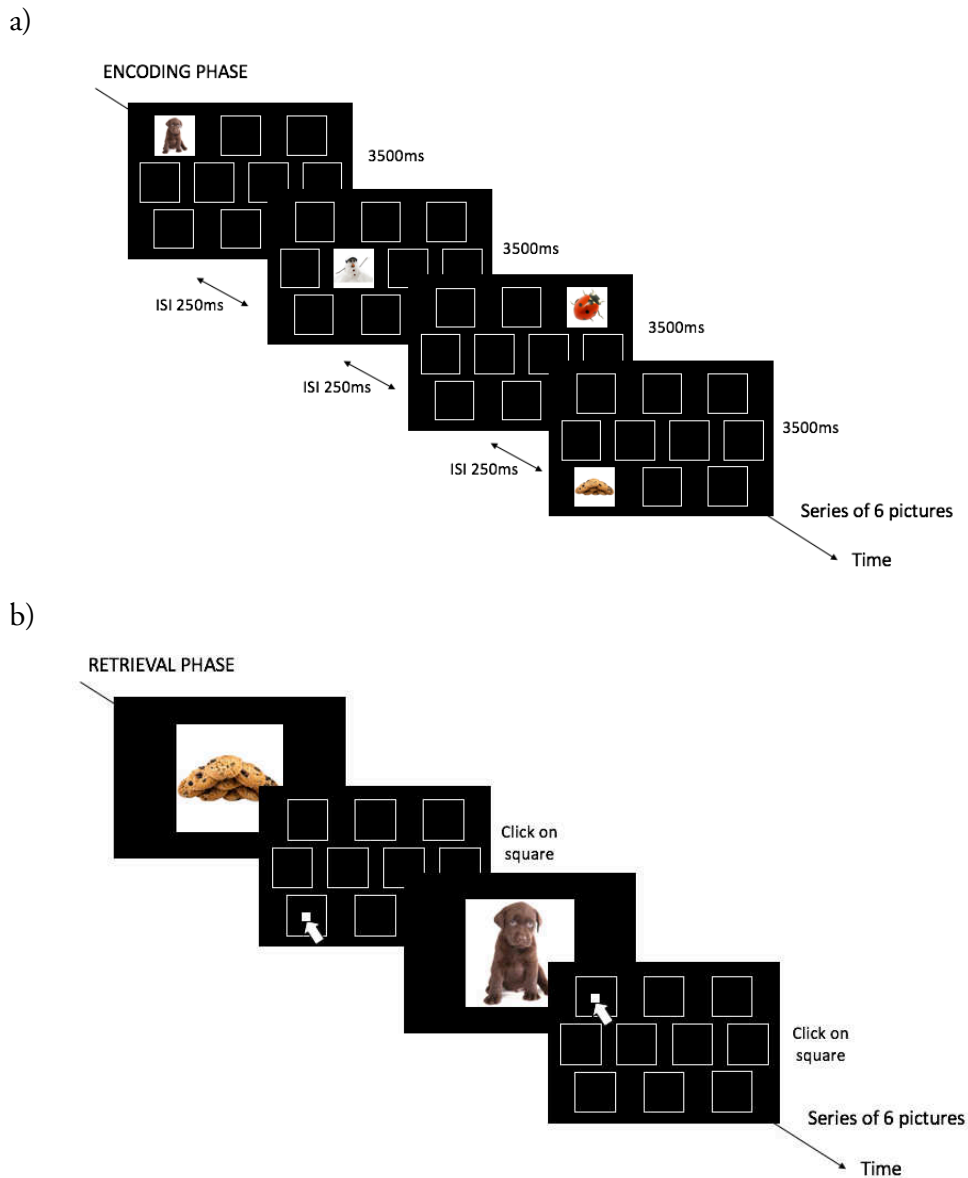 a)
ENCODING PHASE
3500ms
3500ms
ISI 250ms
3500ms
ISI 250ms
3500ms
ISI 250ms
Series of 6 pictures
Time
b)
RETRIEVAL PHASE
Click on
square
Click on
square
Series of 6 pictures
Time